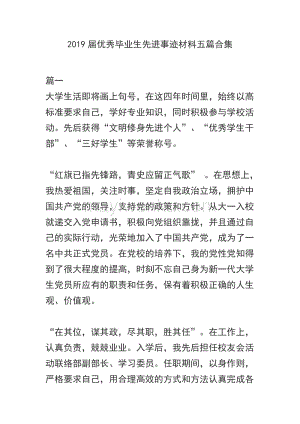 2019届优秀毕业生先进事迹材料五篇合集
篇一
大学生活即将画上句号，在这四年时间里，始终以高
标准要求自己，学好专业知识，同时积极参与学校活
动。先后获得“文明修身先进个人”、“优秀学生干
部”、“三好学生”等荣誉称号。
“红旗已指先锋路，青史应留正气歌” 。在思想上，
我热爱祖国，关注时事，坚定自我政治立场，拥护中
国共产党的领导，支持党的政策和方针。从大一入校
就递交入党申请书，积极向党组织靠拢，并且通过自
己的实际行动，光荣地加入了中国共产党，成为了一
名中共正式党员。在党校的培养下，我的党性党知得
到了很大程度的提高，时刻不忘自己身为新一代大学
生党员所应有的职责和任务，保有着积极正确的人生
观、价值观。
“在其位，谋其政，尽其职，胜其任”。在工作上，
认真负责，兢兢业业。入学后，我先后担任校友会活
动联络部副部长、学习委员。任职期间，以身作则，
严格要求自己，用合理高效的方式和方法认真完成各